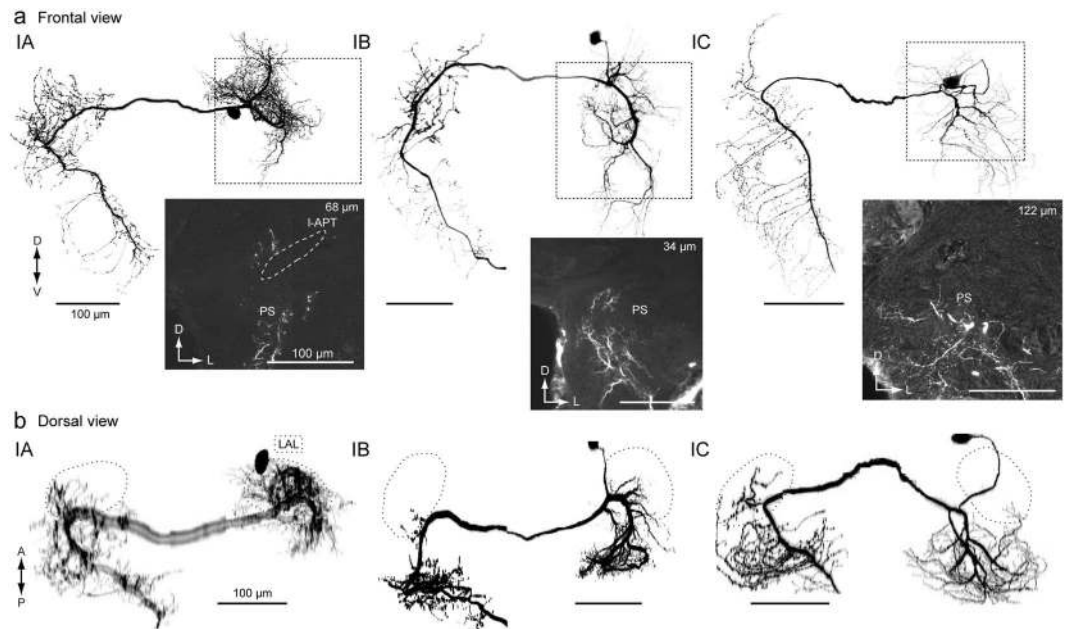 a Frontal view
IA
IB
IC
68 µm
l-APT
PS
D
L
100 µm
D
V
100 µm
34 µm
PS
D
L
122 µm
PS
D
L
b Dorsal view
IA
LAL
IB
IC
A
P
100 µm